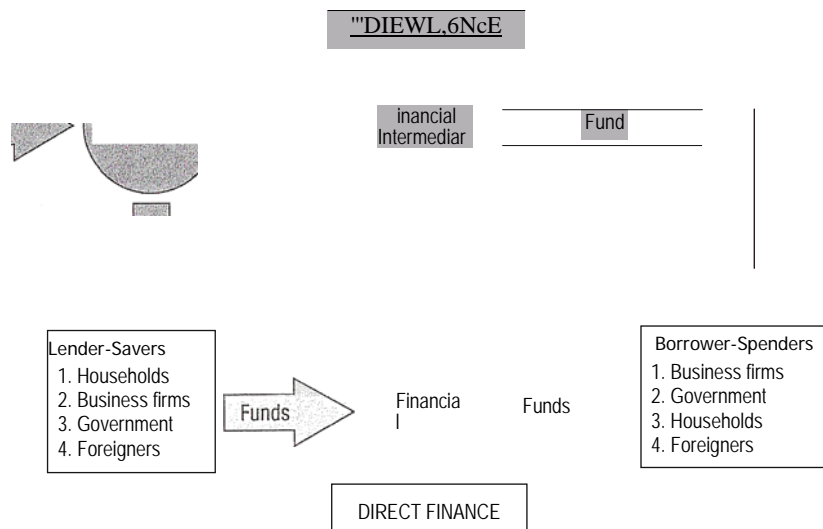 "'DIEWL,6NcE
inancial
Intermediar
Fund
Lender-Savers
1. Households
2. Business firms
3. Government
4. Foreigners
Funds
Financia
l
Funds
Borrower-Spenders
1. Business firms
2. Government
3. Households
4. Foreigners
DIRECT FINANCE